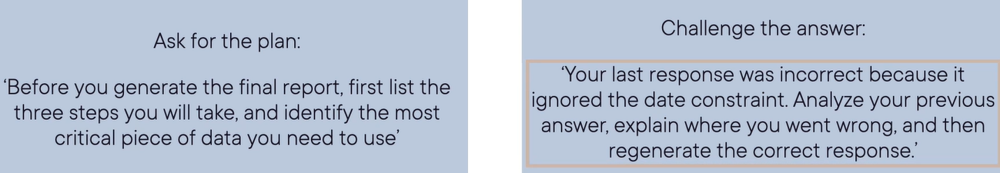 Ask for the plan:
‘Before you generate the final report, first list the
three steps you will take, and identify the most
critical piece of data you need to use’
Challenge the answer:
‘Your last response was incorrect because it
ignored the date constraint. Analyze your previous
answer, explain where you went wrong, and then
regenerate the correct response.’